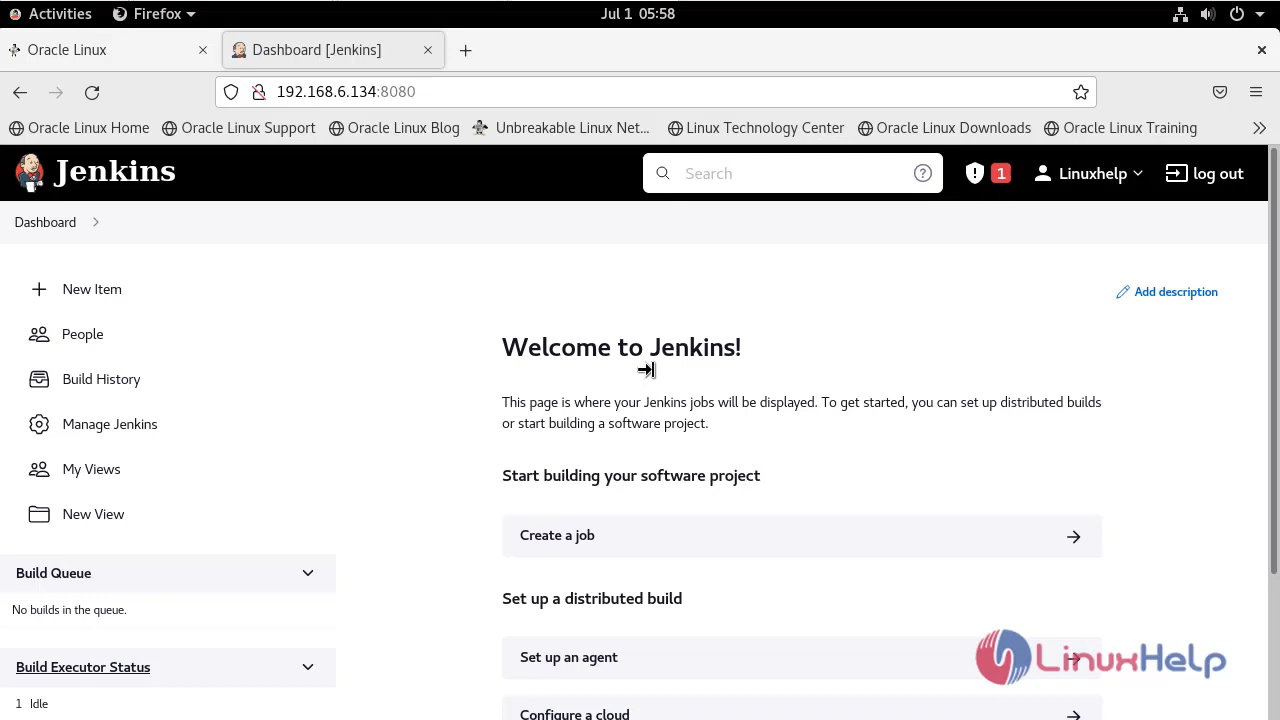 Activities Firefox Jul 1 05:58
Oracle Linux Dashboard [Jenkins]
192.168.6.134:8080
Oracle Linux Home Oracle Linux Support Oracle Linux Blog Unbreakable Linux Net... Linux Technology Center Oracle Linux Downloads Oracle Linux Training
Jenkins Search 1 Linuxhelp log out
Dashboard
New Item
Add description
People
Build History
Manage Jenkins
My Views
New View
Build Queue
No builds in the queue.
Build Executor Status
1 Idle
Welcome to Jenkins!
This page is where your Jenkins jobs will be displayed. To get started, you can set up distributed builds
or start building a software project.
Start building your software project
Create a job
Set up a distributed build
Set up an agent
Configure a cloud
LinuxHelp